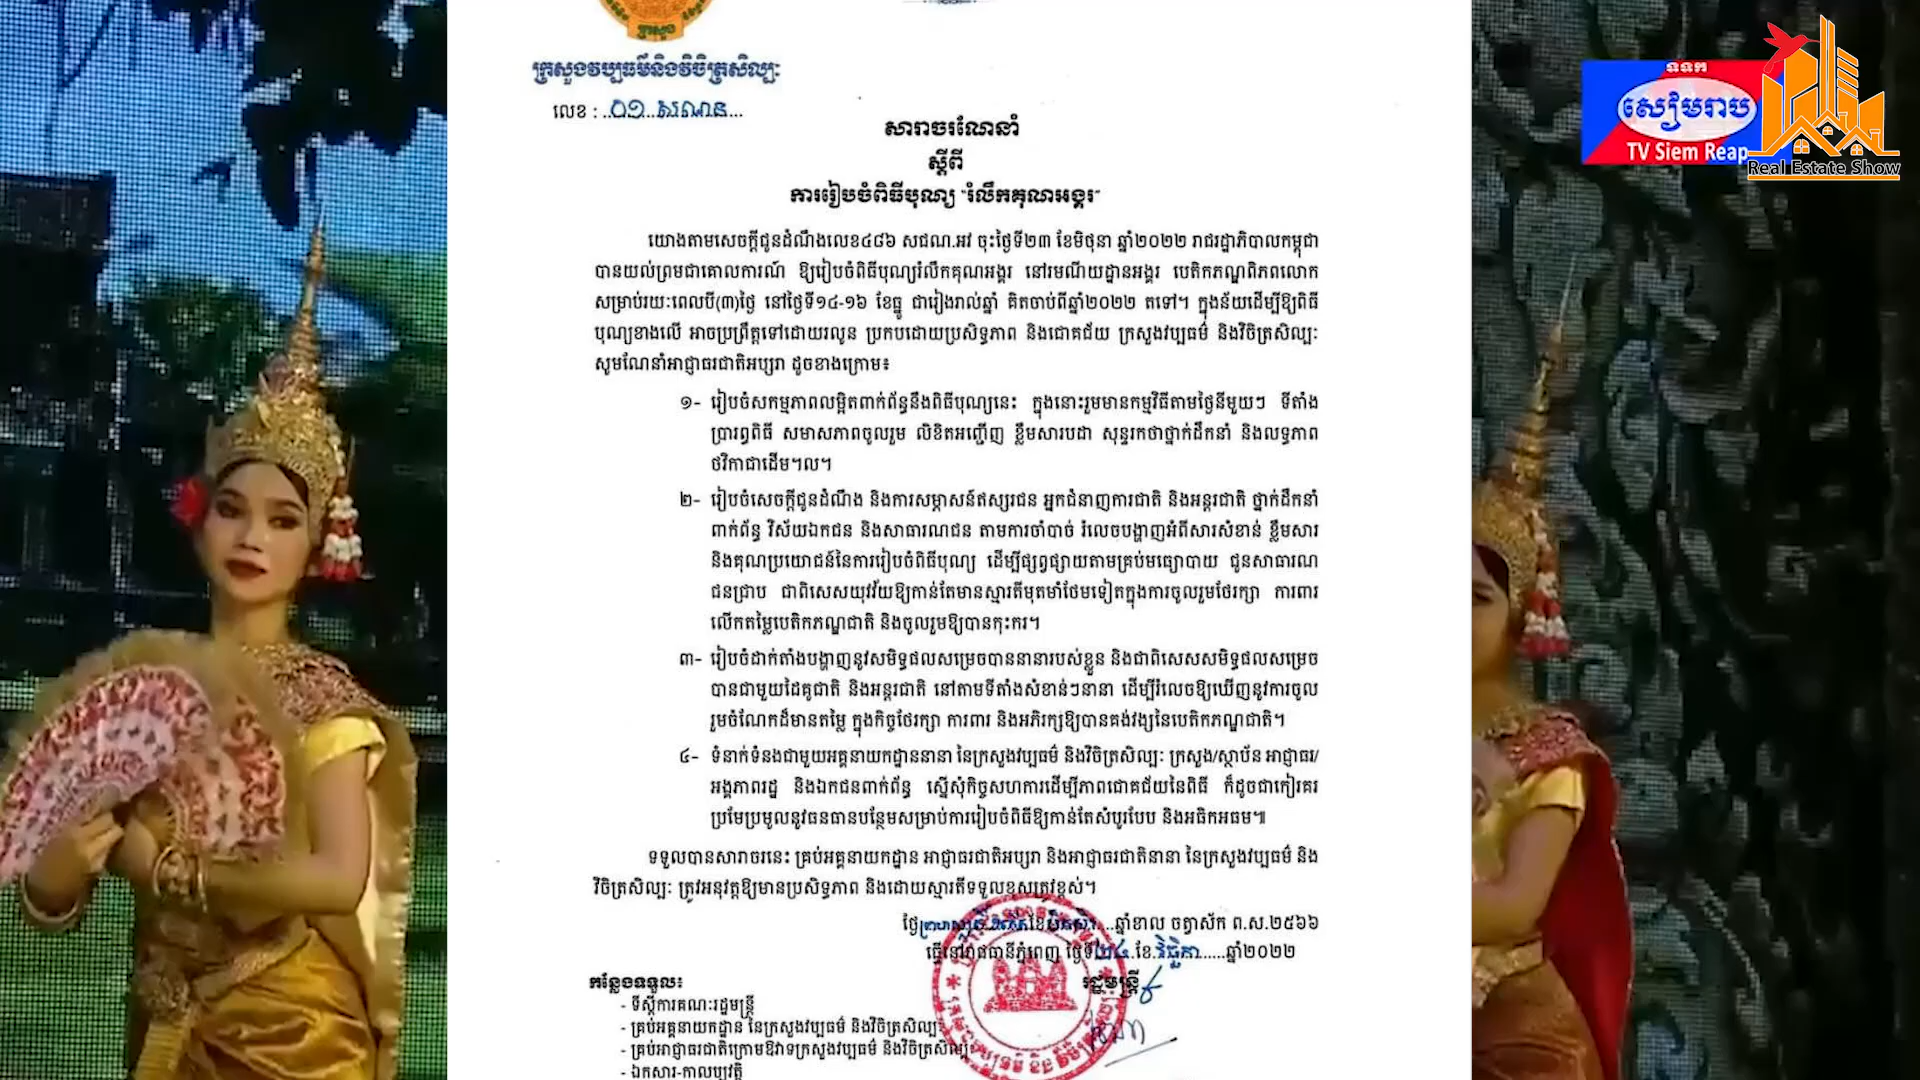 ក្រសួងវប្បធម៌និងវិចិត្រសិល្បៈ
លេខ : ..០១...សណន...
សារាចរណែនាំ
ស្តីពី
ការរៀបចំពិធីបុណ្យ “រំលឹកគុណអង្គរ”
យោងតាមសេចក្តីជូនដំណឹងលេខ៤៨៦ សជណ.អវ ចុះថ្ងៃទី២៣ ខែមិថុនា ឆ្នាំ២០២២ រាជរដ្ឋាភិបាលកម្ពុជា
បានយល់ព្រមជាគោលការណ៍ ឱ្យរៀបចំពិធីបុណ្យរំលឹកគុណអង្គរ នៅរមណីយដ្ឋានអង្គរ បេតិកភណ្ឌពិភពលោក
សម្រាប់រយៈពេលបី(៣)ថ្ងៃ នៅថ្ងៃទី១៤-១៦ ខែធ្នូ ជារៀងរាល់ឆ្នាំ គិតចាប់ពីឆ្នាំ២០២២ តទៅ។ ក្នុងន័យដើម្បីឱ្យពិធី
បុណ្យខាងលើ អាចប្រព្រឹត្តទៅដោយរលូន ប្រកបដោយប្រសិទ្ធភាព និងជោគជ័យ ក្រសួងវប្បធម៌ និងវិចិត្រសិល្បៈ
សូមណែនាំអាជ្ញាធរជាតិអប្សរា ដូចខាងក្រោម៖
១- រៀបចំសកម្មភាពលម្អិតពាក់ព័ន្ធនឹងពិធីបុណ្យនេះ ក្នុងនោះរួមមានកម្មវិធីតាមថ្ងៃនីមួយៗ ទីតាំង
ប្រារព្ធពិធី សមាសភាពចូលរួម លិខិតអញ្ជើញ ខ្លឹមសារបដា សុន្ទរកថាថ្នាក់ដឹកនាំ និងលទ្ធភាព
ថវិកាជាដើម។ល។
២- រៀបចំសេចក្តីជូនដំណឹង និងការសម្ភាសន៍ឥស្សរជន អ្នកជំនាញការជាតិ និងអន្តរជាតិ ថ្នាក់ដឹកនាំ
ពាក់ព័ន្ធ វិស័យឯកជន និងសាធារណជន តាមការចាំបាច់ រំលេចបង្ហាញអំពីសារសំខាន់ ខ្លឹមសារ
និងគុណប្រយោជន៍នៃការរៀបចំពិធីបុណ្យ ដើម្បីផ្សព្វផ្សាយតាមគ្រប់មធ្យោបាយ ជូនសាធារណ
ជនជ្រាប ជាពិសេសយុវវ័យឱ្យកាន់តែមានស្មារតីមុតមាំថែមទៀតក្នុងការចូលរួមថែរក្សា ការពារ
លើកតម្លៃបេតិកភណ្ឌជាតិ និងចូលរួមឱ្យបានកុះករ។
៣- រៀបចំដាក់តាំងបង្ហាញនូវសមិទ្ធផលសម្រេចបាននានារបស់ខ្លួន និងជាពិសេសសមិទ្ធផលសម្រេច
បានជាមួយដៃគូជាតិ និងអន្តរជាតិ នៅតាមទីតាំងសំខាន់ៗនានា ដើម្បីរំលេចឱ្យឃើញនូវការចូល
រួមចំណែកដ៏មានតម្លៃ ក្នុងកិច្ចថែរក្សា ការពារ និងអភិរក្សឱ្យបានគង់វង្សនៃបេតិកភណ្ឌជាតិ។
៤- ទំនាក់ទំនងជាមួយអគ្គនាយកដ្ឋាននានា នៃក្រសួងវប្បធម៌ និងវិចិត្រសិល្បៈ ក្រសួង/ស្ថាប័ន អាជ្ញាធរ/
អង្គភាពរដ្ឋ និងឯកជនពាក់ព័ន្ធ ស្នើសុំកិច្ចសហការដើម្បីភាពជោគជ័យនៃពិធី ក៏ដូចជាកៀរគរ
ប្រមែប្រមូលនូវធនធានបន្ថែមសម្រាប់ការរៀបចំពិធីឱ្យកាន់តែសំបូរបែប និងអធិកអធម៕
ទទួលបានសារាចរនេះ គ្រប់អគ្គនាយកដ្ឋាន អាជ្ញាធរជាតិអប្សរា និងអាជ្ញាធរជាតិនានា នៃក្រសួងវប្បធម៌ និង
វិចិត្រសិល្បៈ ត្រូវអនុវត្តឱ្យមានប្រសិទ្ធភាព និងដោយស្មារតីទទួលខុសត្រូវខ្ពស់។
ថ្ងៃ ខែ ឆ្នាំខាល ចត្វាស័ក ព.ស.២៥៦៦
ធ្វើនៅរាជធានីភ្នំពេញ ថ្ងៃទី២៤.ខែ.វិច្ឆិកា......ឆ្នាំ២០២២
រដ្ឋមន្ត្រី
កន្លែងទទួល៖
- ទីស្តីការគណៈរដ្ឋមន្ត្រី
- គ្រប់អគ្គនាយកដ្ឋាន នៃក្រសួងវប្បធម៌ និងវិចិត្រសិល្បៈ
- គ្រប់អាជ្ញាធរជាតិក្រោមឱវាទក្រសួងវប្បធម៌ និងវិចិត្រសិល្បៈ
- ឯកសារ-កាលប្បវត្តិ
ទទក
សៀមរាប
TV Siem Reap
Real Estate Show